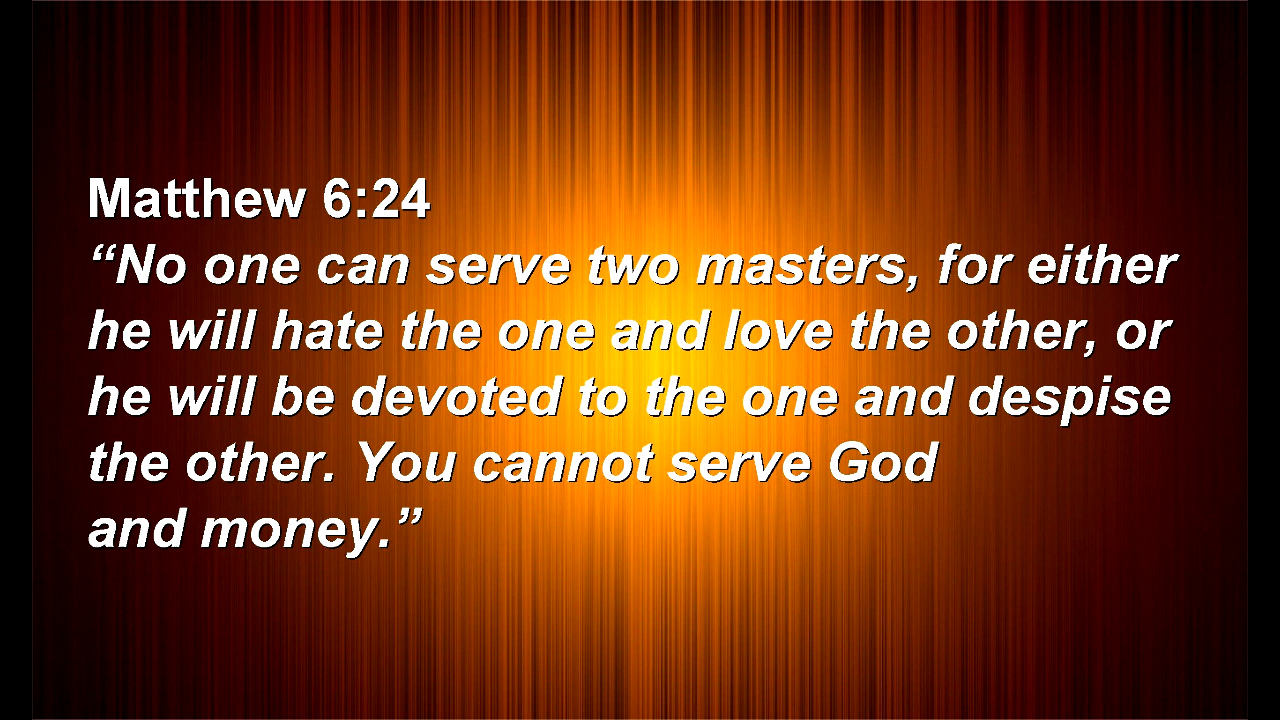 Matthew 6:24
“No one can serve two masters, for either
he will hate the one and love the other, or
he will be devoted to the one and despise
the other. You cannot serve God
and money.”